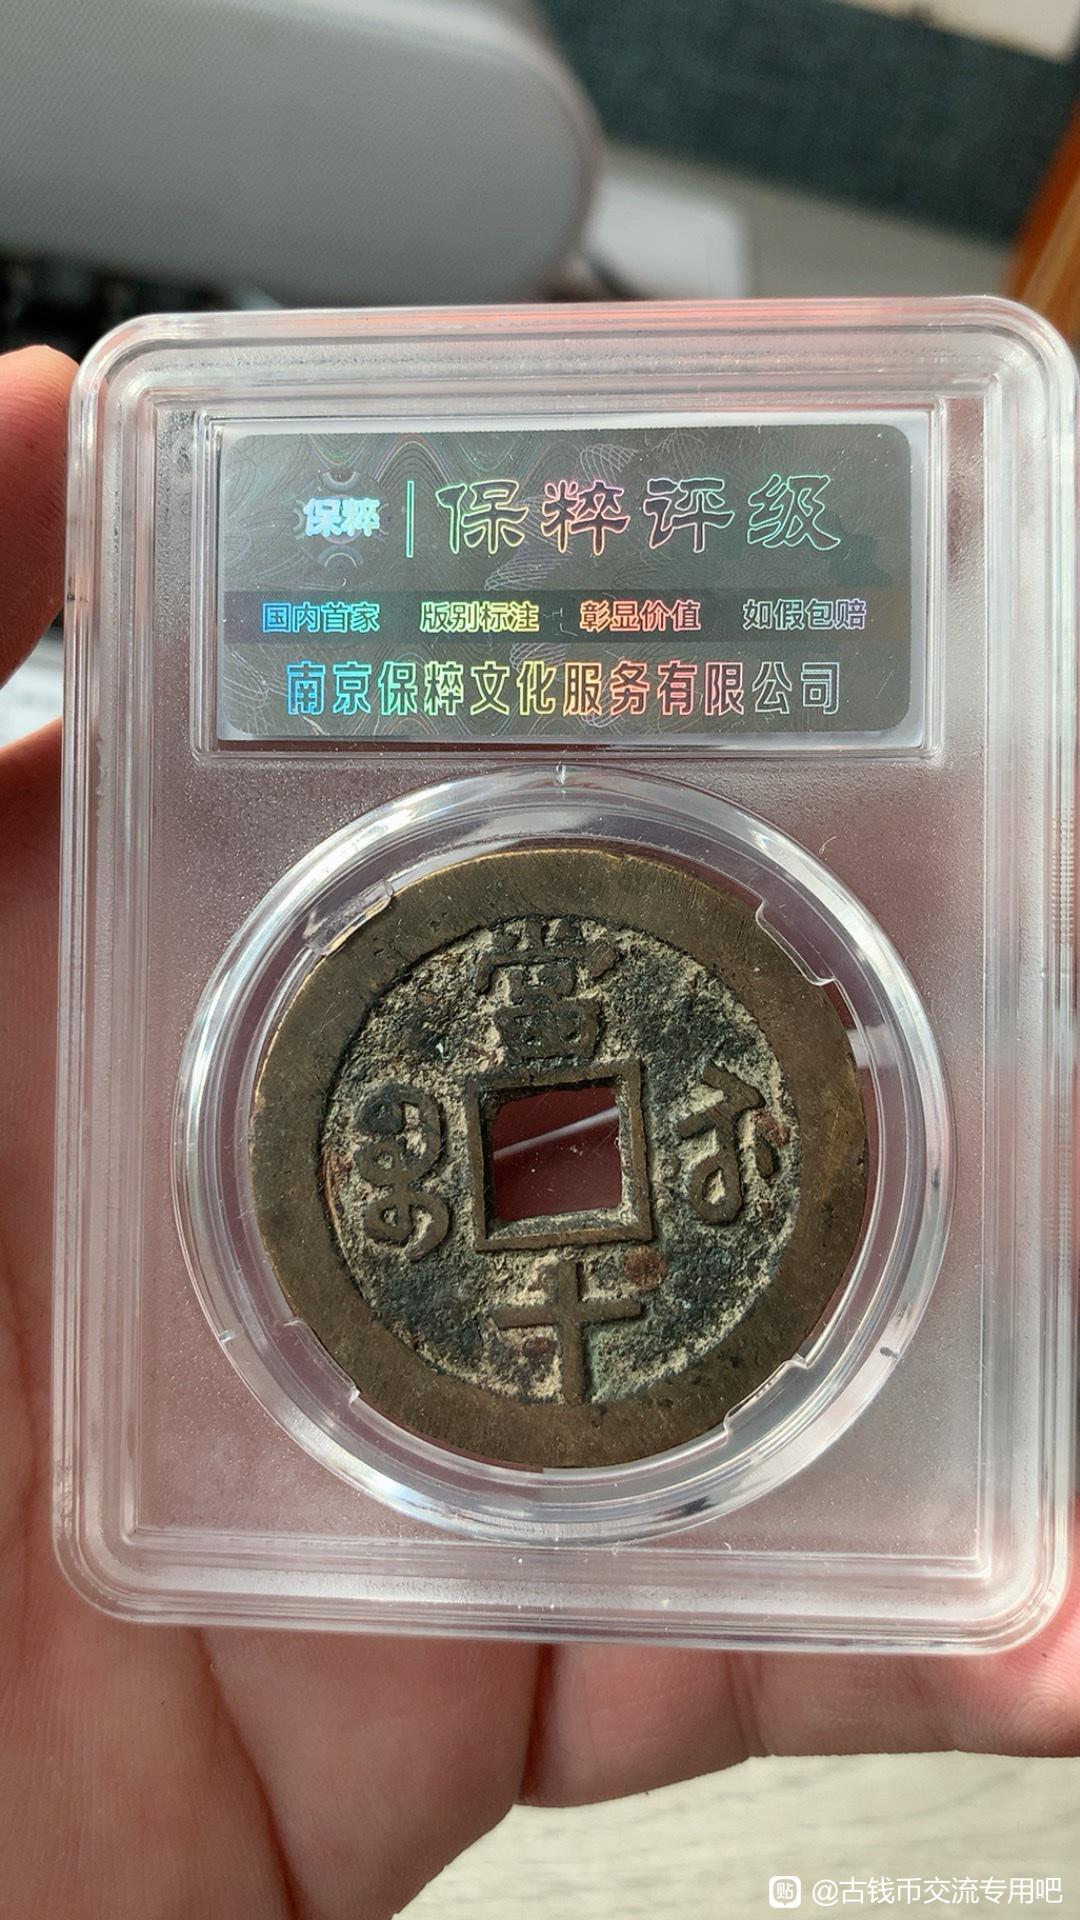 保粹 保粹评级
国内首家 版别标注 彰显价值 如假包赔
南京保粹文化服务有限公司
當
十
贴 @古钱币交流专用吧